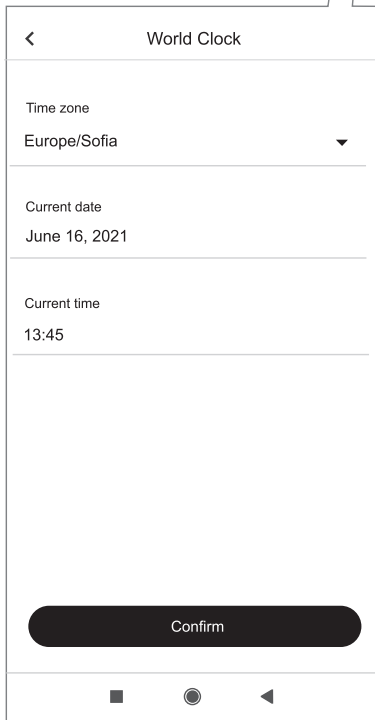 World Clock
Time zone
Europe/Sofia
Current date
June 16, 2021
Current time
13:45
Confirm